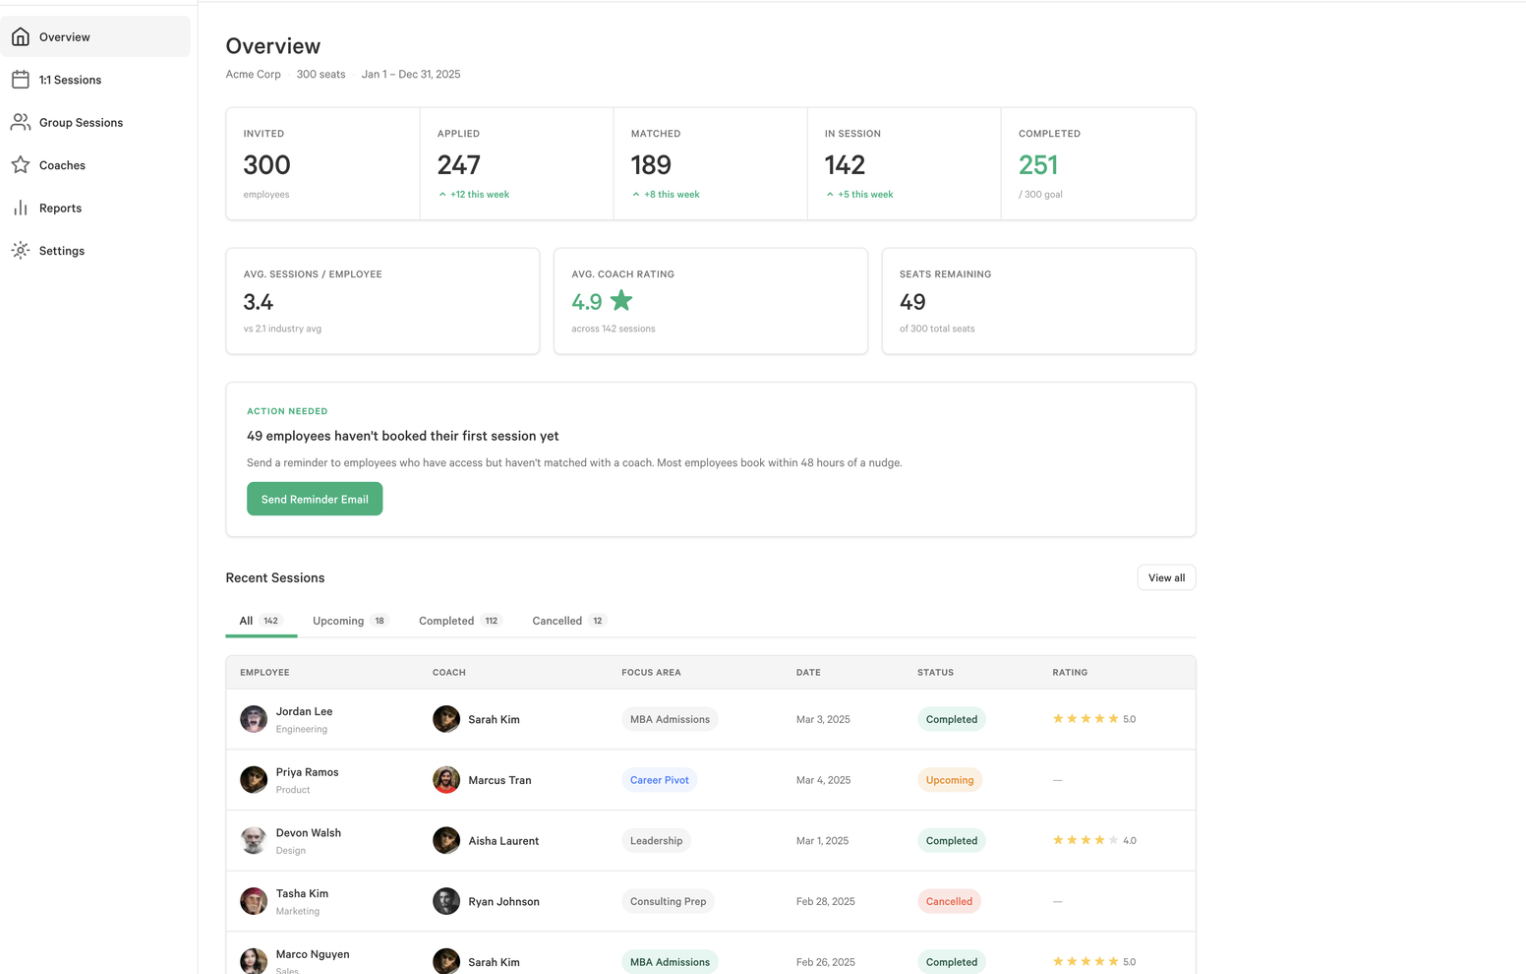 Overview
1:1 Sessions
Group Sessions
Coaches
Reports
Settings
Overview
Acme Corp · 300 seats · Jan 1 – Dec 31, 2025
INVITED
300
employees
APPLIED
247
+12 this week
MATCHED
189
+8 this week
IN SESSION
142
+5 this week
COMPLETED
251
/ 300 goal
AVG. SESSIONS / EMPLOYEE
3.4
vs 2.1 industry avg
AVG. COACH RATING
4.9 ★
across 142 sessions
SEATS REMAINING
49
of 300 total seats
ACTION NEEDED
49 employees haven't booked their first session yet
Send a reminder to employees who have access but haven't matched with a coach. Most employees book within 48 hours of a nudge.
Send Reminder Email
Recent Sessions
View all
All 142 Upcoming 18 Completed 112 Cancelled 12
EMPLOYEE COACH FOCUS AREA DATE STATUS RATING
Jordan Lee
Engineering
Sarah Kim MBA Admissions Mar 3, 2025 Completed ★★★★★ 5.0
Priya Ramos
Product
Marcus Tran Career Pivot Mar 4, 2025 Upcoming —
Devon Walsh
Design
Aisha Laurent Leadership Mar 1, 2025 Completed ★★★★★ 4.0
Tasha Kim
Marketing
Ryan Johnson Consulting Prep Feb 28, 2025 Cancelled —
Marco Nguyen
Sales
Sarah Kim MBA Admissions Feb 26, 2025 Completed ★★★★★ 5.0